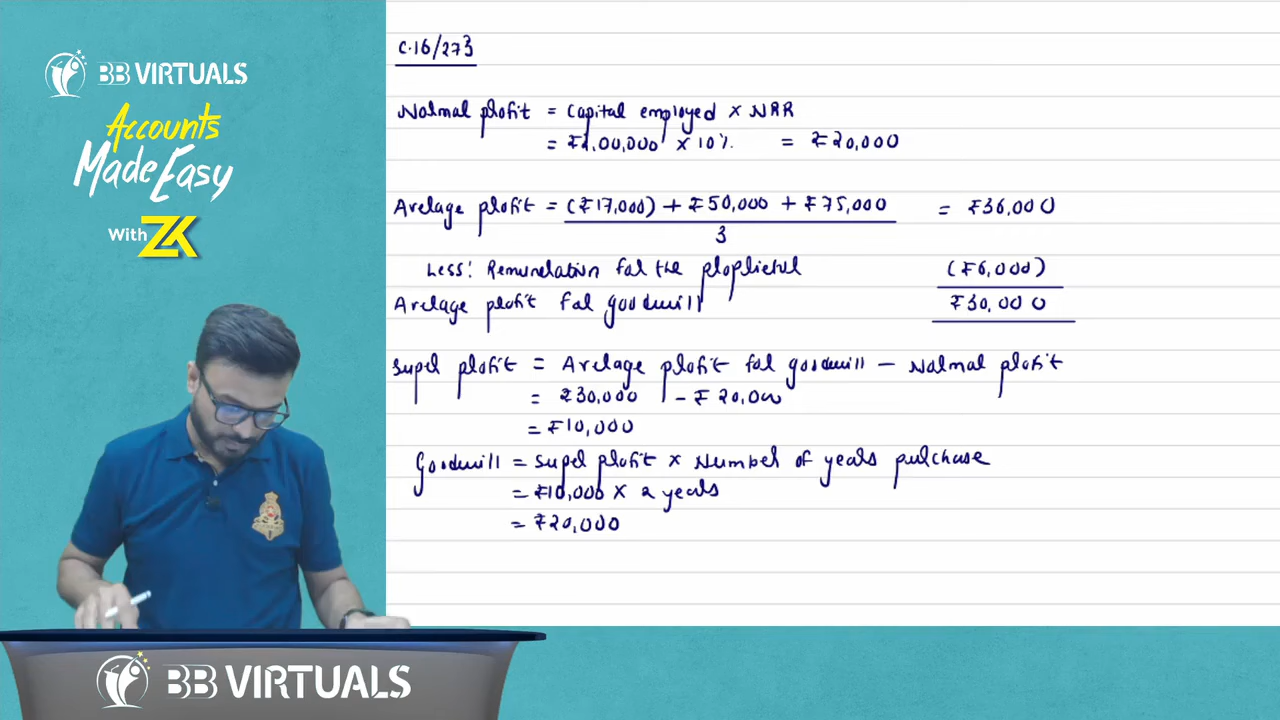 BB VIRTUALS
Accounts
Made Easy
With ZK
C.16/273
Normal profit = Capital employed × NRR
= ₹2,00,000 × 10% = ₹20,000
Average profit = (₹17,000) + ₹50,000 + ₹75,000 = ₹36,000
3
Less: Remuneration for the proprietor (₹6,000)
Average profit for goodwill ₹30,000
Super profit = Average profit for goodwill – Normal profit
= ₹30,000 – ₹20,000
= ₹10,000
Goodwill = Super profit × Number of years purchase
= ₹10,000 × 2 years
= ₹20,000
BB VIRTUALS